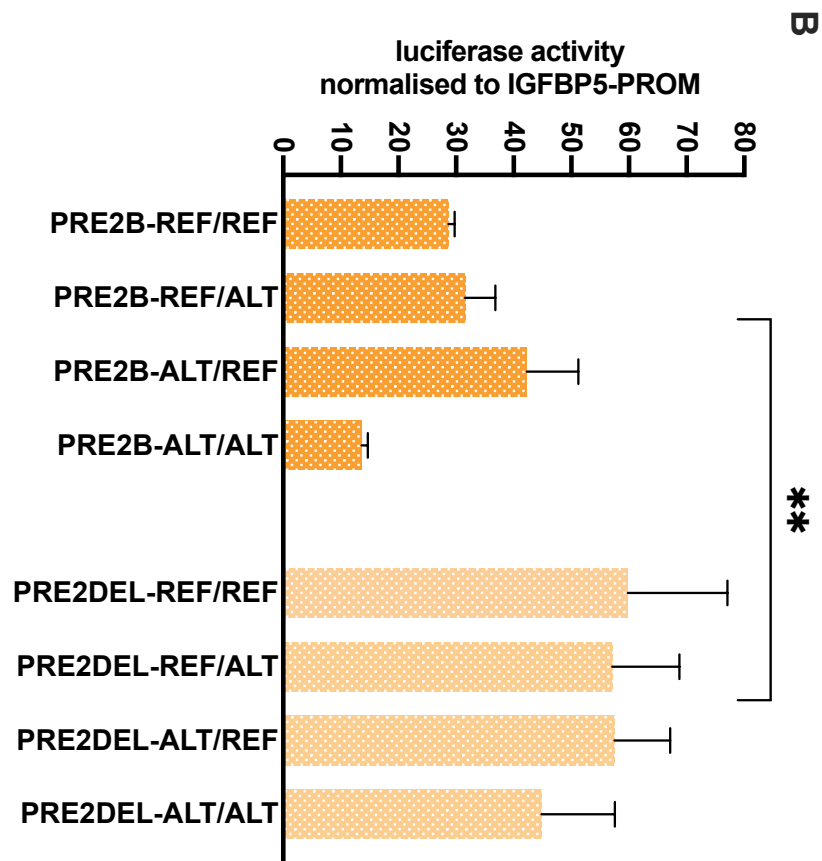 B
luciferase activity
normalised to IGFBP5-PROM
0 10 20 30 40 50 60 70 80
PRE2B-REF/REF
PRE2B-REF/ALT
PRE2B-ALT/REF
PRE2B-ALT/ALT
PRE2DEL-REF/REF
PRE2DEL-REF/ALT
PRE2DEL-ALT/REF
PRE2DEL-ALT/ALT
**